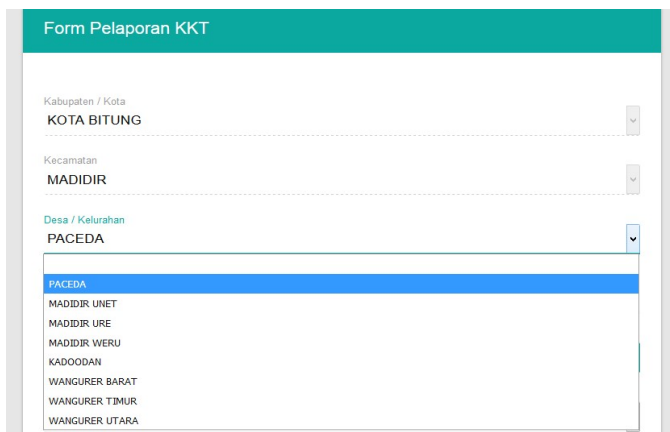 Form Pelaporan KKT
Kabupaten / Kota
KOTA BITUNG
Kecamatan
MADIDIR
Desa / Kelurahan
PACEDA
PACEDA
MADIDIR UNET
MADIDIR URE
MADIDIR WERU
KADOODAN
WANGURER BARAT
WANGURER TIMUR
WANGURER UTARA